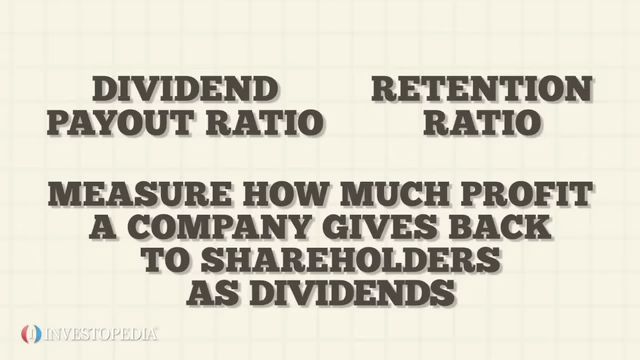 DIVIDEND
PAYOUT RATIO
RETENTION
RATIO
MEASURE HOW MUCH PROFIT
A COMPANY GIVES BACK
TO SHAREHOLDERS
AS DIVIDENDS
INVESTOPEDIA